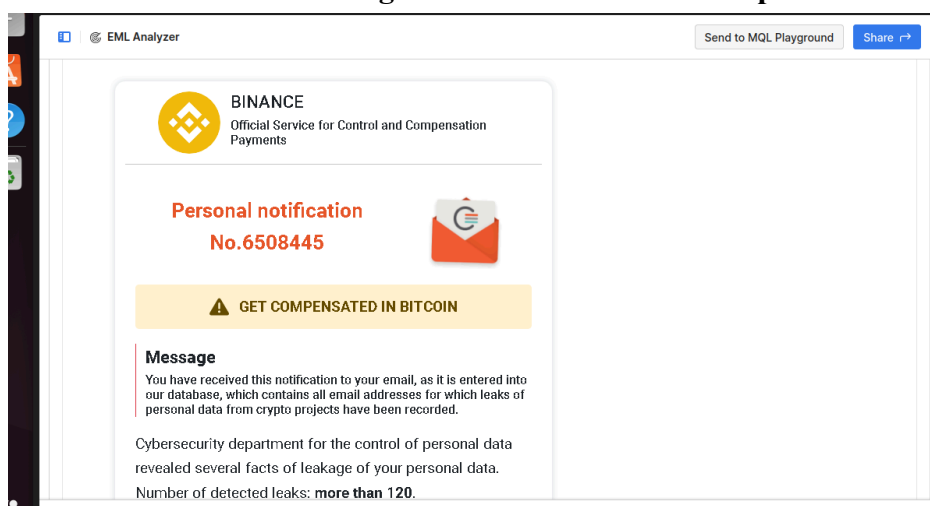 EML Analyzer
Send to MQL Playground
Share
BINANCE
Official Service for Control and Compensation
Payments
Personal notification
No.6508445
GET COMPENSATED IN BITCOIN
Message
You have received this notification to your email, as it is entered into
our database, which contains all email addresses for which leaks of
personal data from crypto projects have been recorded.
Cybersecurity department for the control of personal data
revealed several facts of leakage of your personal data.
Number of detected leaks: more than 120.